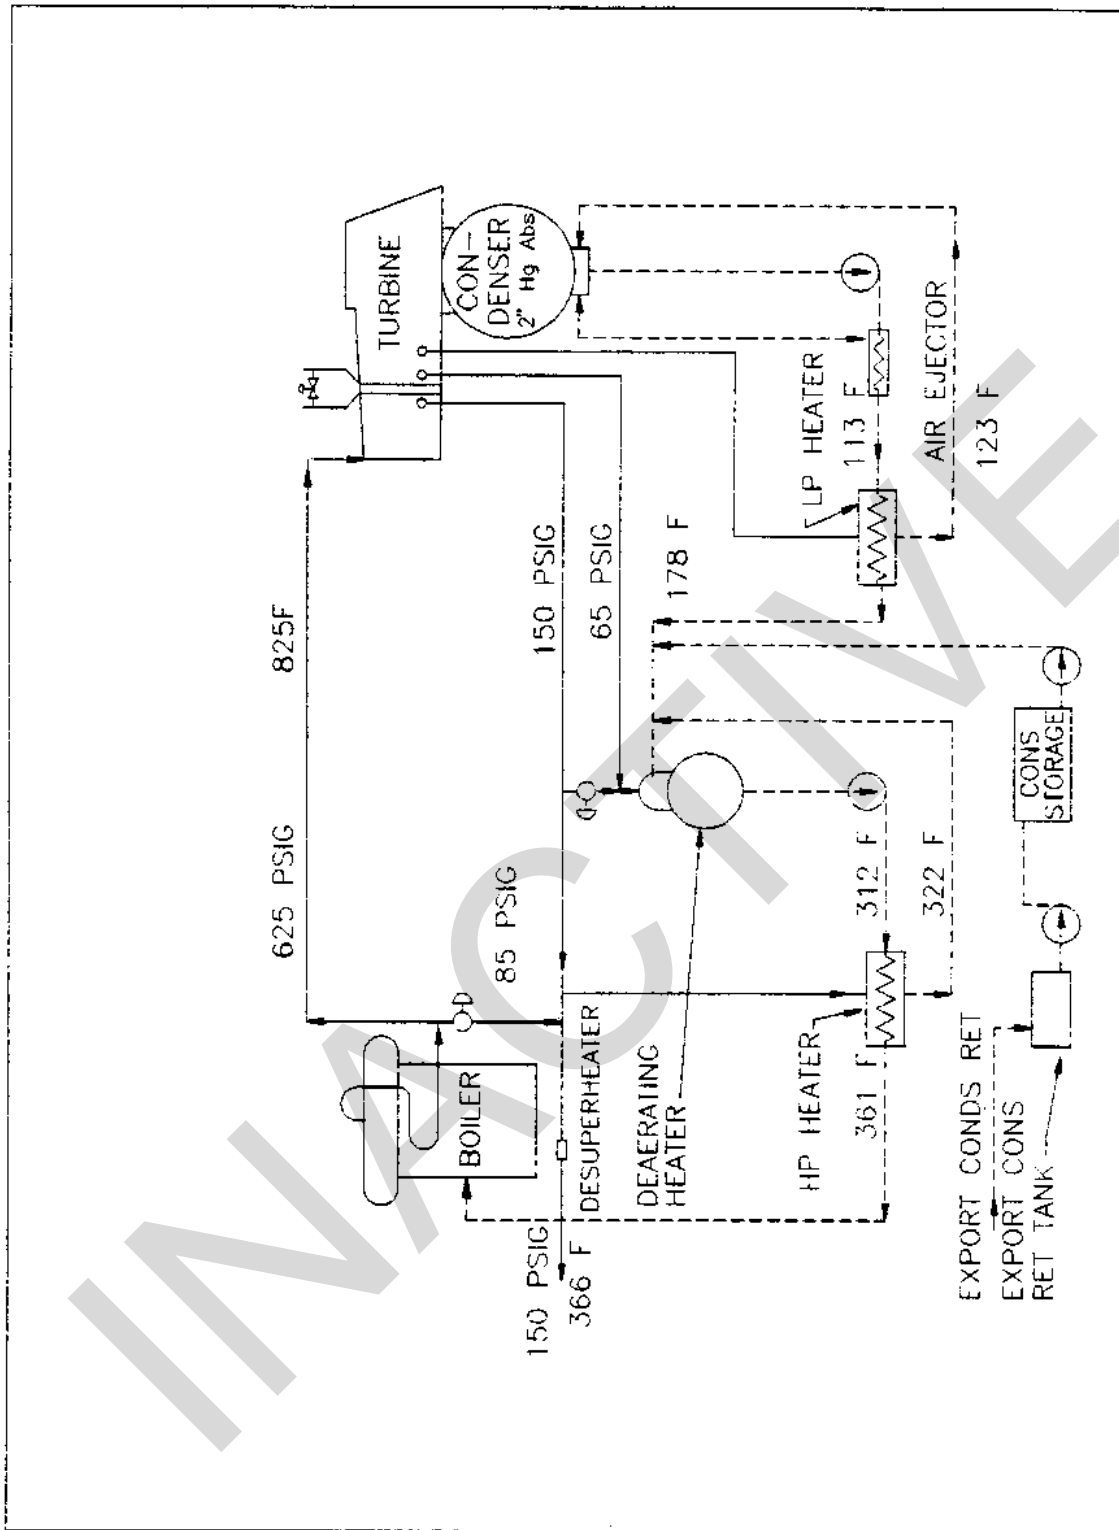 625 PSIG
825F
TURBINE
CON-
DENSER
2" Hg Abs
150 PSIG
65 PSIG
85 PSIG
178 F
BOILER
DESUPERHEATER
150 PSIG
366 F
DEAERATING
HEATER
LP HEATER
113 F
AIR EJECTOR
123 F
312 F
322 F
HP HEATER
361 F
CONS
STORAGE
EXPORT CONDS RET
EXPORT CONS
RET TANK
INACTIVE